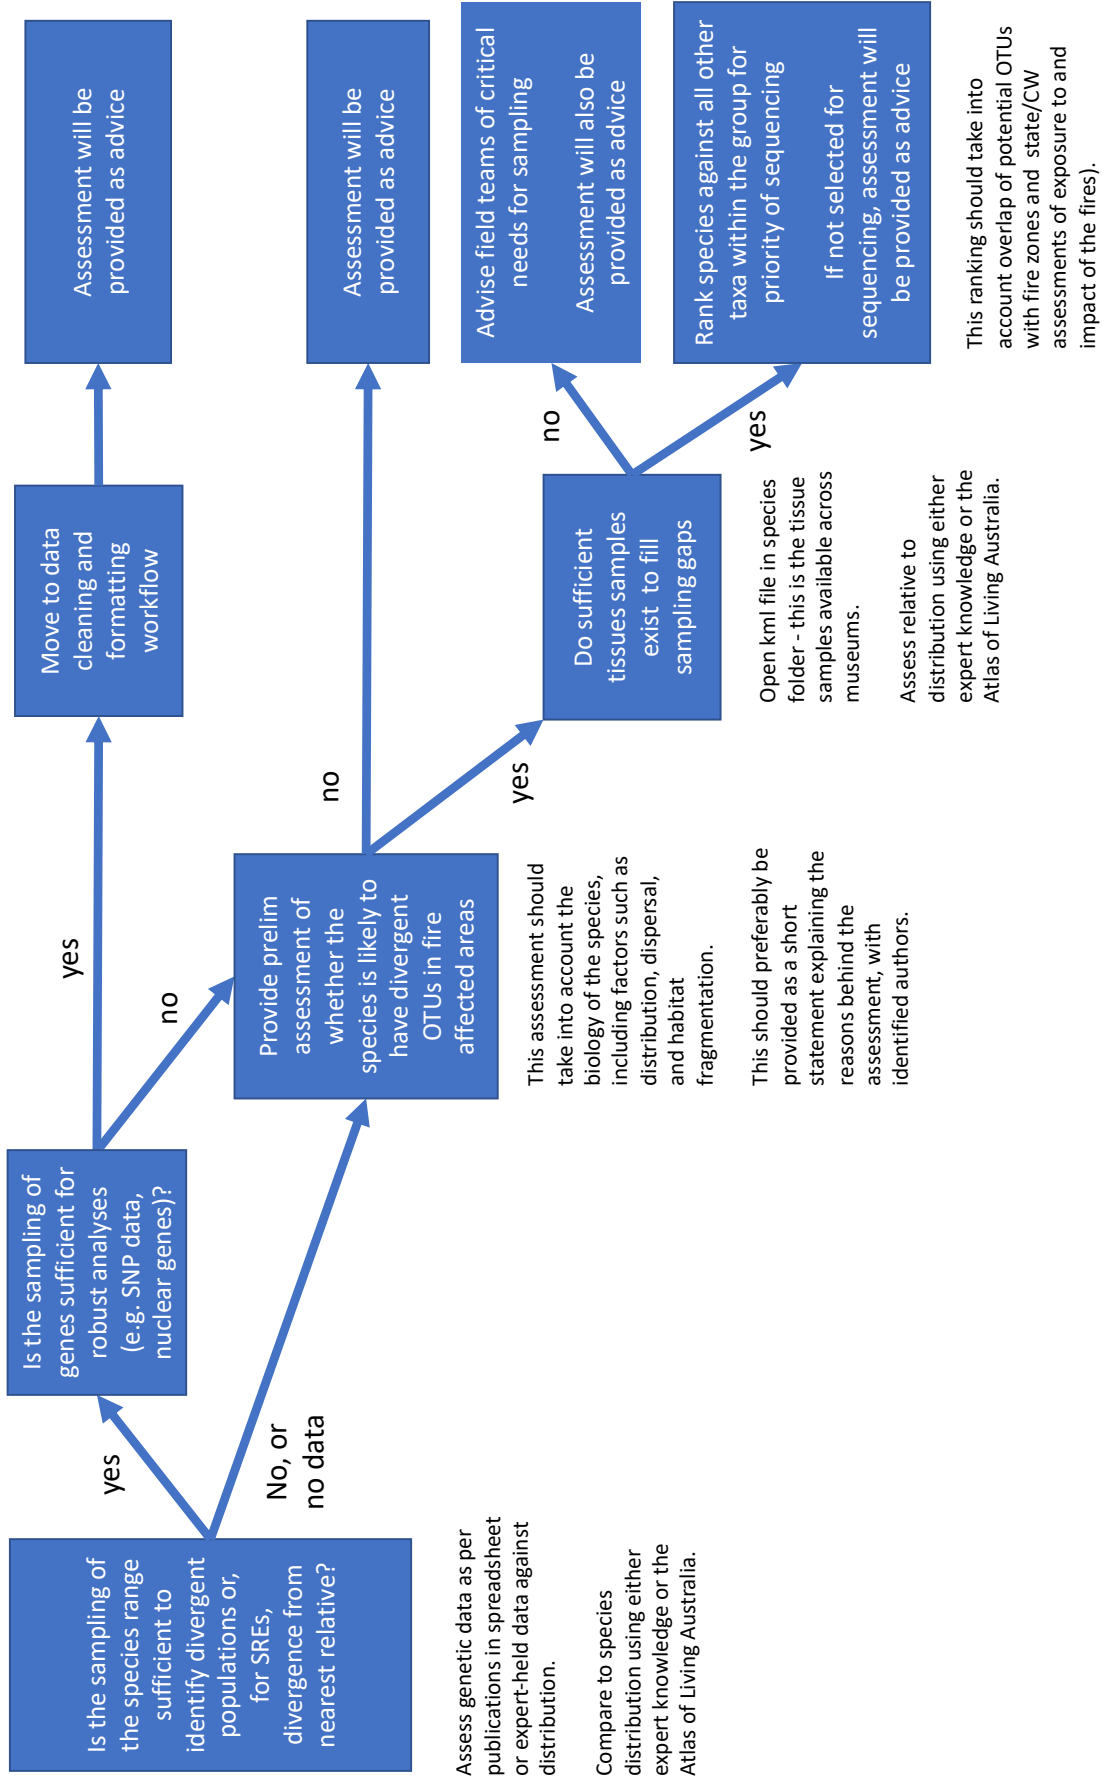 Is the sampling of
the species range
sufficient to
identify divergent
populations or,
for SREs,
divergence from
nearest relative?
Assess genetic data as per
publications in spreadsheet
or expert-held data against
distribution.
Compare to species
distribution using either
expert knowledge or the
Atlas of Living Australia.
yes
No, or
no data
Is the sampling of
genes sufficient for
robust analyses
(e.g. SNP data,
nuclear genes)?
yes
no
Provide prelim
assessment of
whether the
species is likely to
have divergent
OTUs in fire
affected areas
This assessment should
take into account the
biology of the species,
including factors such as
distribution, dispersal,
and habitat
fragmentation.
This should preferably be
provided as a short
statement explaining the
reasons behind the
assessment, with
identified authors.
no
yes
Move to data
cleaning and
formatting
workflow
Do sufficient
tissues samples
exist to fill
sampling gaps
Open kml file in species
folder - this is the tissue
samples available across
museums.
Assess relative to
distribution using either
expert knowledge or the
Atlas of Living Australia.
no
yes
Assessment will be
provided as advice
Assessment will be
provided as advice
Advise field teams of critical
needs for sampling
Assessment will also be
provided as advice
Rank species against all other
taxa within the group for
priority of sequencing
If not selected for
sequencing, assessment will
be provided as advice
This ranking should take into
account overlap of potential OTUs
with fire zones and state/CW
assessments of exposure to and
impact of the fires).